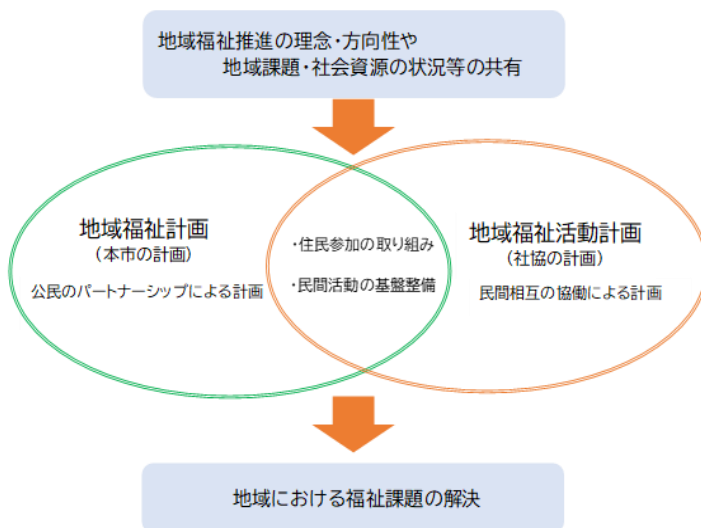 地域福祉推進の理念・方向性や
地域課題・社会資源の状況等の共有
地域福祉計画
（本市の計画）
公民のパートナーシップによる計画
・住民参加の取り組み
・民間活動の基盤整備
地域福祉活動計画
（社協の計画）
民間相互の協働による計画
地域における福祉課題の解決